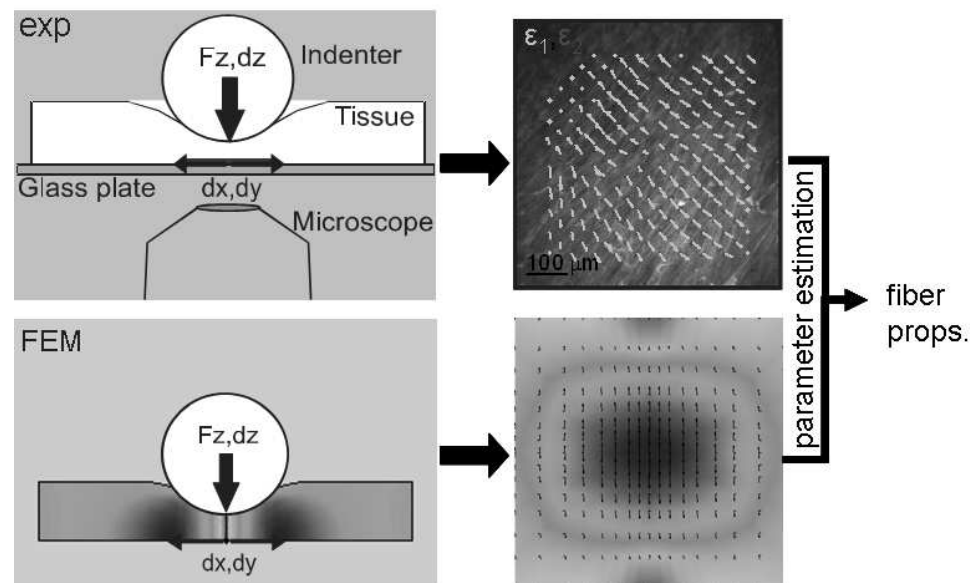 exp
Fz,dz
Indenter
Tissue
Glass plate
dx,dy
Microscope
ε1,ε2
100 μm
FEM
Fz,dz
dx,dy
parameter estimation
fiber
props.